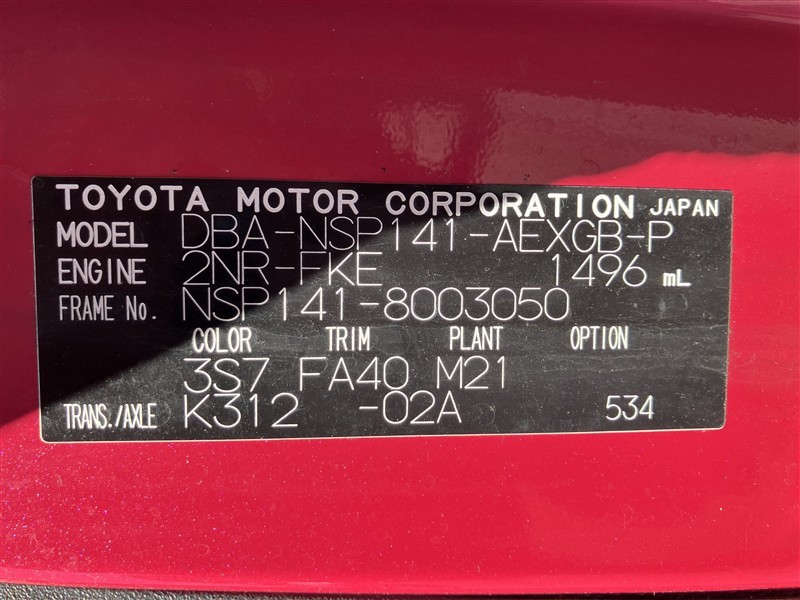 TOYOTA MOTOR CORPORATION JAPAN
MODEL DBA-NSP141-AEXGB-P
ENGINE 2NR-FKE 1496 mL
FRAME No. NSP141-8003050
COLOR TRIM PLANT OPTION
3S7 FA40 M21
TRANS./AXLE K312 -02A 534